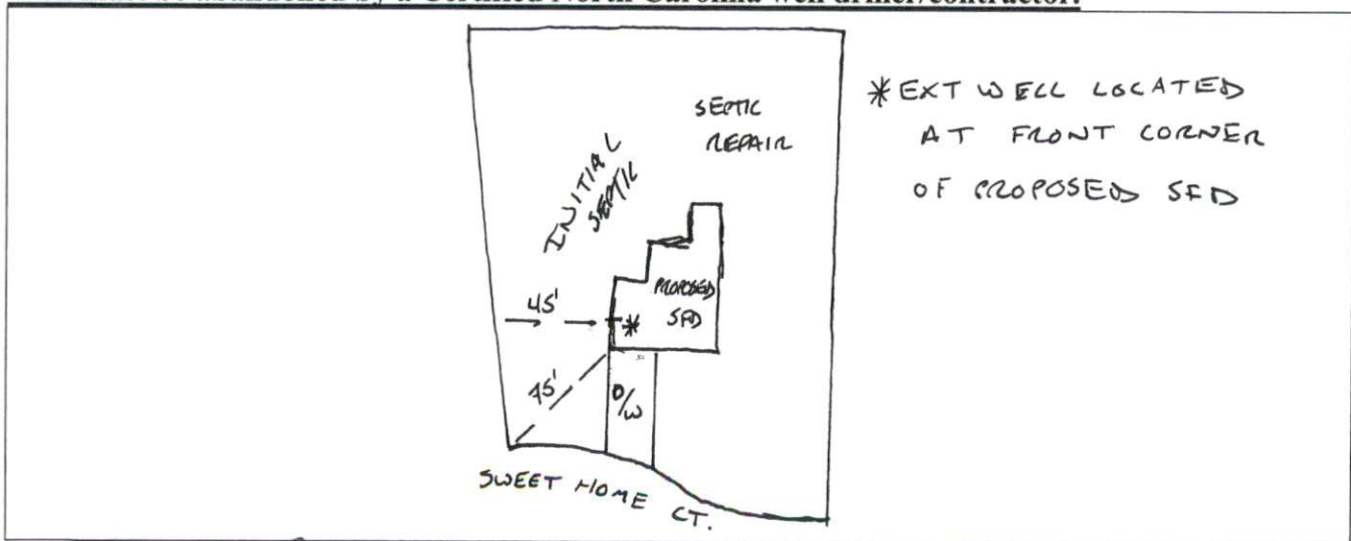 by a Certified North Carolina well driller/contractor.
SEPTIC
REPAIR
* EXT WELL LOCATED
AT FRONT CORNER
OF PROPOSED SFD
INITIAL
SEPTIC
PROPOSED
SFD
*
45'
D/W
SWEET HOME CT.